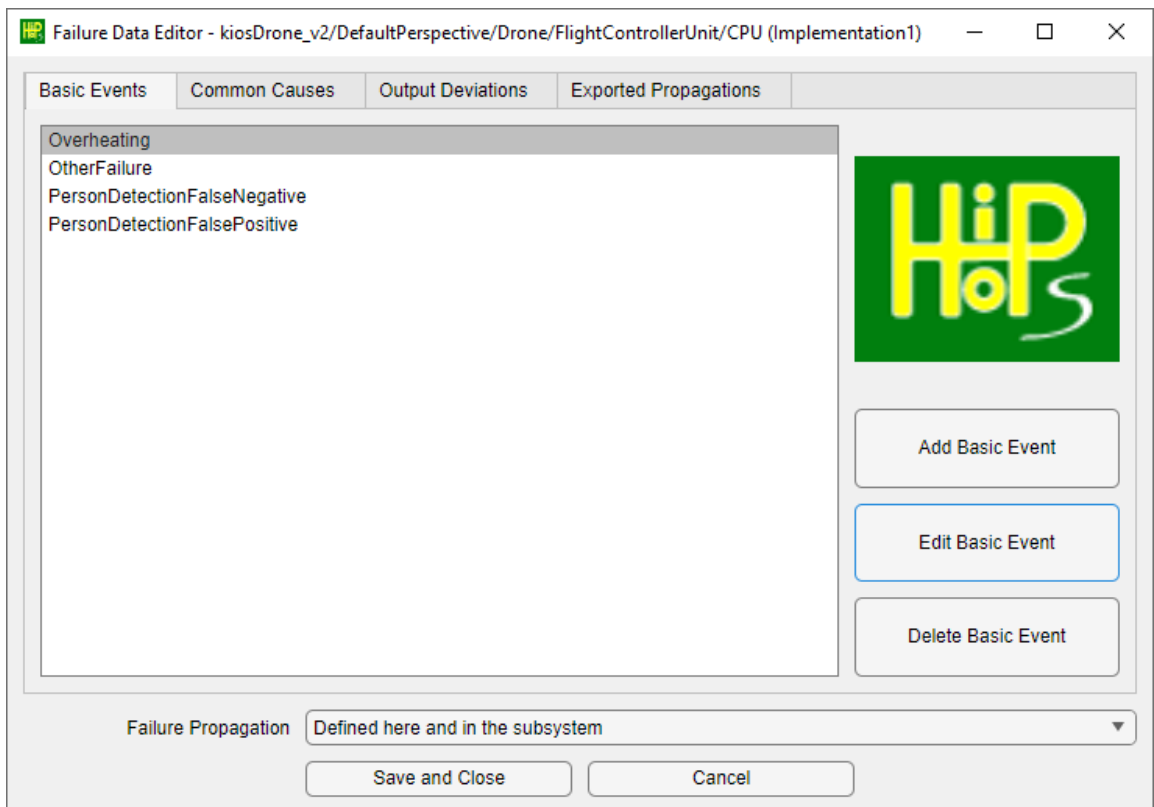 Failure Data Editor - kiosDrone_v2/DefaultPerspective/Drone/FlightControllerUnit/CPU (Implementation1)
Basic Events
Common Causes
Output Deviations
Exported Propagations
Overheating
OtherFailure
PersonDetectionFalseNegative
PersonDetectionFalsePositive
HiP
HoPS
Add Basic Event
Edit Basic Event
Delete Basic Event
Failure Propagation
Defined here and in the subsystem
Save and Close
Cancel